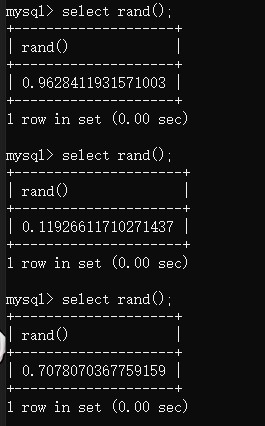 mysql> select rand();
+--------------------+
| rand()             |
+--------------------+
| 0.9628411931571003 |
+--------------------+
1 row in set (0.00 sec)
mysql> select rand();
+---------------------+
| rand()              |
+---------------------+
| 0.11926611710271437 |
+---------------------+
1 row in set (0.00 sec)
mysql> select rand();
+--------------------+
| rand()             |
+--------------------+
| 0.7078070367759159 |
+--------------------+
1 row in set (0.00 sec)